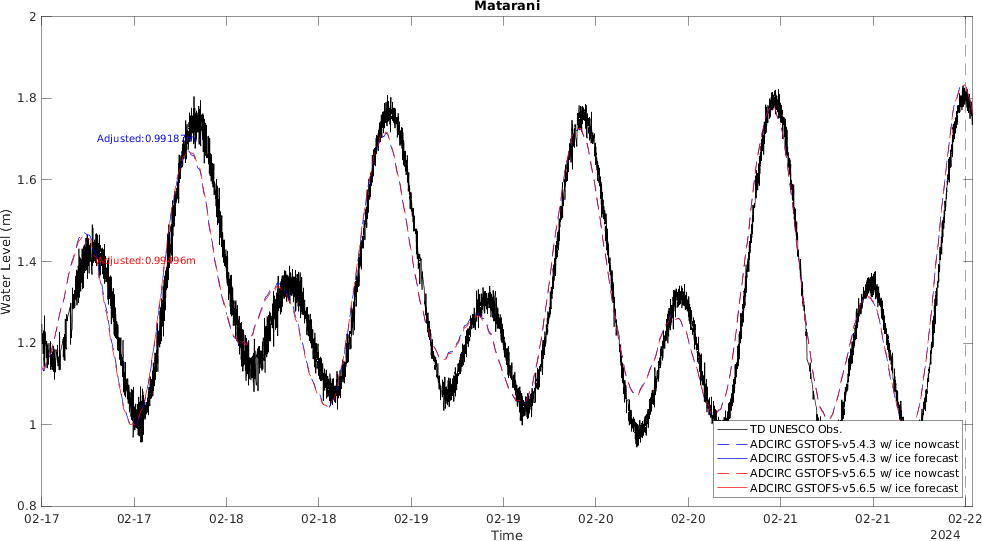 Matarani
2
1.8
1.6
1.4
1.2
1
0.8
Water Level (m)
Adjusted:0.99187m
Adjusted:0.99496m
TD UNESCO Obs.
ADCIRC GSTOFS-v5.4.3 w/ ice nowcast
ADCIRC GSTOFS-v5.4.3 w/ ice forecast
ADCIRC GSTOFS-v5.6.5 w/ ice nowcast
ADCIRC GSTOFS-v5.6.5 w/ ice forecast
02-17 02-17 02-18 02-18 02-19 02-19 02-20 02-20 02-21 02-21 02-22
Time
2024